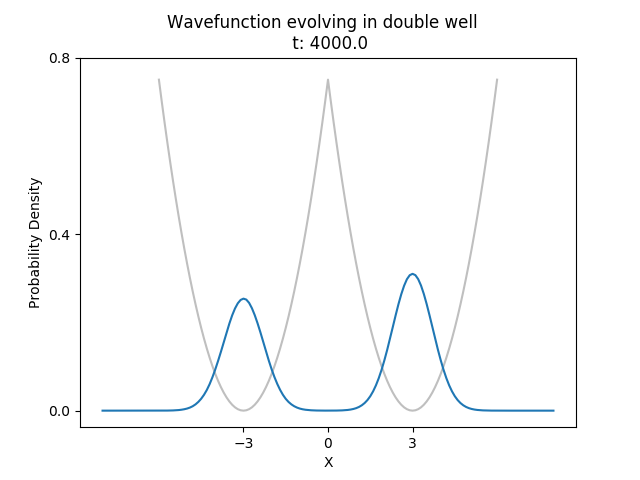 Wavefunction evolving in double well
t: 4000.0
0.8
0.4
0.0
Probability Density
−3 0 3
X